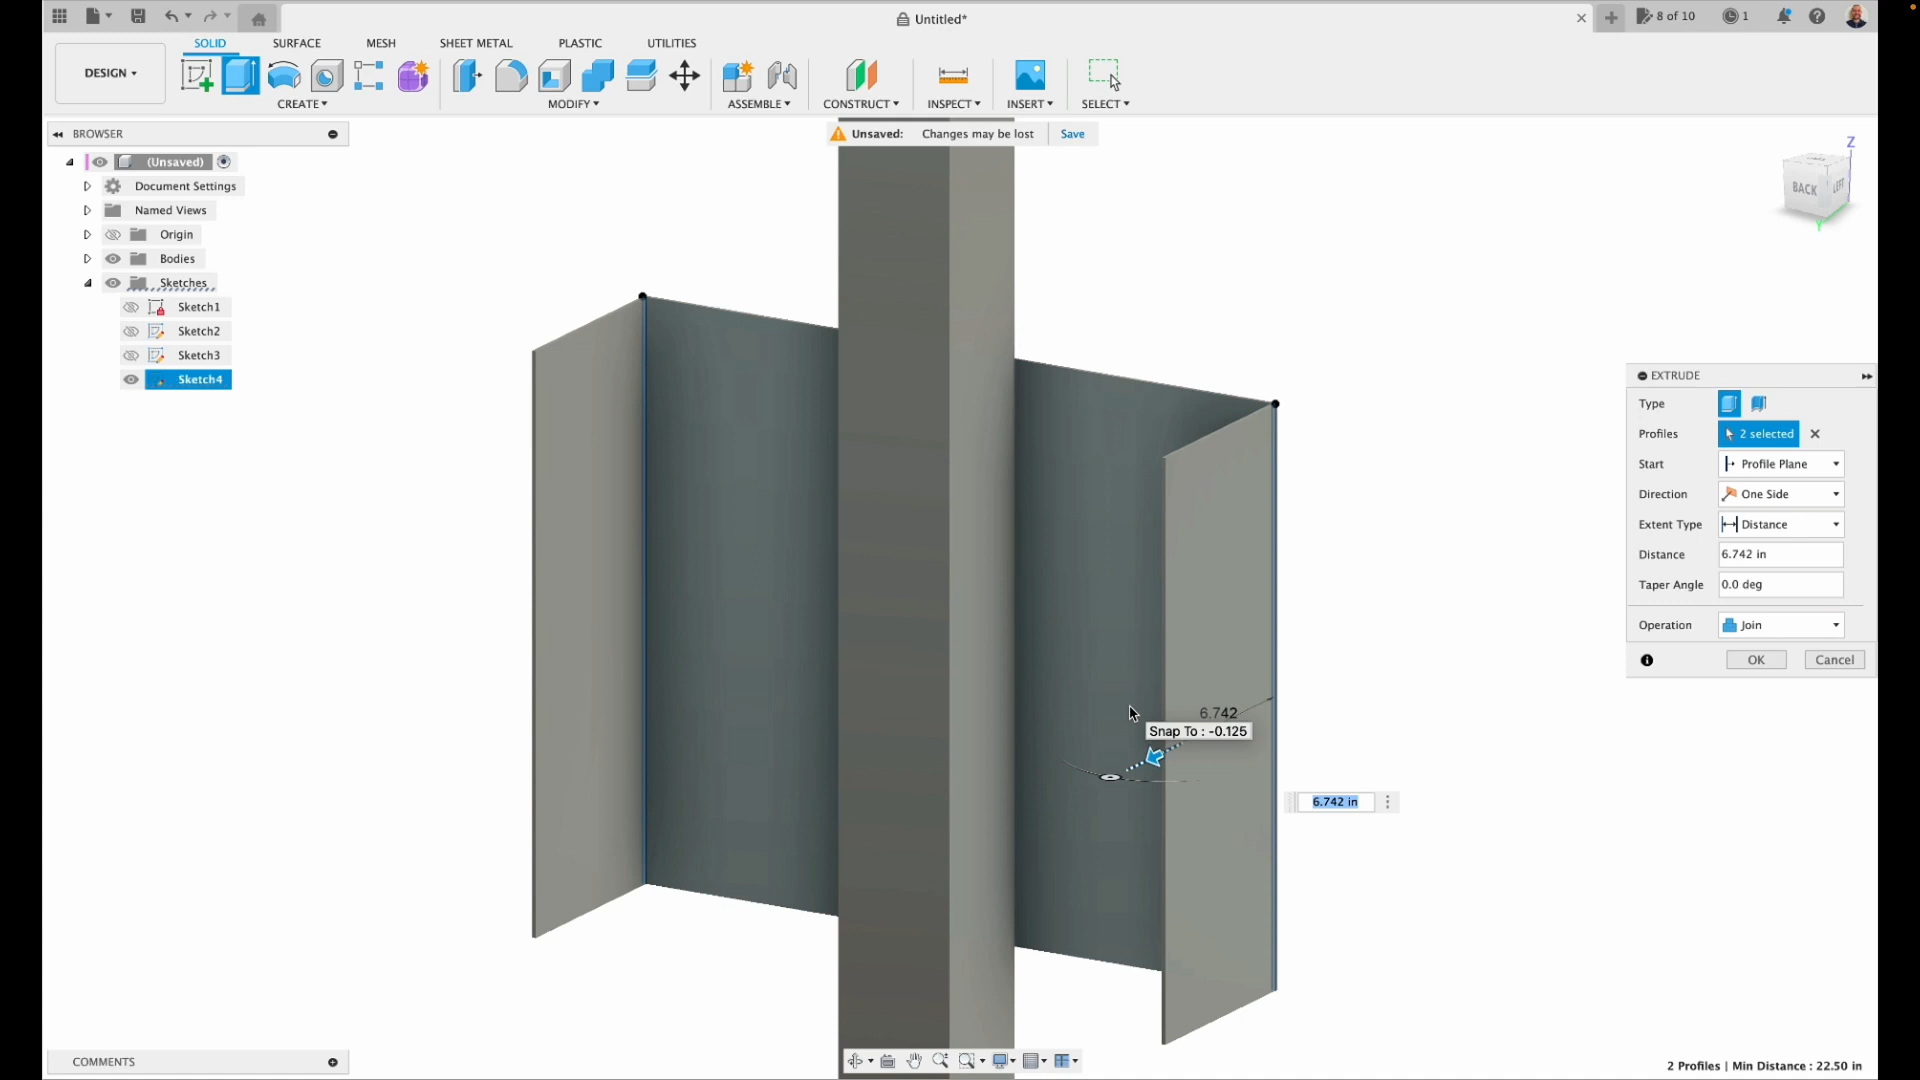 Untitled*
8 of 10
1
DESIGN
SOLID
SURFACE
MESH
SHEET METAL
PLASTIC
UTILITIES
CREATE
MODIFY
ASSEMBLE
CONSTRUCT
INSPECT
INSERT
SELECT
BROWSER
Unsaved: Changes may be lost Save
(Unsaved)
Document Settings
Named Views
Origin
Bodies
Sketches
Sketch1
Sketch2
Sketch3
Sketch4
Z
BACK
LEFT
Y
EXTRUDE
Type
Profiles 2 selected
Start Profile Plane
Direction One Side
Extent Type Distance
Distance 6.742 in
Taper Angle 0.0 deg
Operation Join
OK Cancel
6.742
Snap To : -0.125
6.742 in
COMMENTS
2 Profiles | Min Distance : 22.50 in